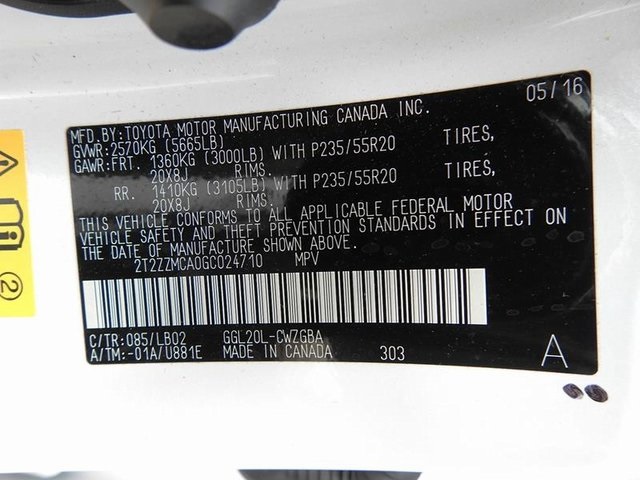 05/16
MFD.BY:TOYOTA MOTOR MANUFACTURING CANADA INC.
GVWR:2570KG (5665LB)
GAWR:FRT. 1360KG (3000LB) WITH P235/55R20 TIRES,
20X8J RIMS.
RR. 1410KG (3105LB) WITH P235/55R20 TIRES,
20X8J RIMS.
THIS VEHICLE CONFORMS TO ALL APPLICABLE FEDERAL MOTOR
VEHICLE SAFETY AND THEFT PREVENTION STANDARDS IN EFFECT ON
THE DATE OF MANUFACTURE SHOWN ABOVE.
2T2ZZMCA0GC024710 MPV
C/TR:085/LB02 GGL20L-CWZGBA
A/TM:-01A/U881E MADE IN CANADA 303 A
2